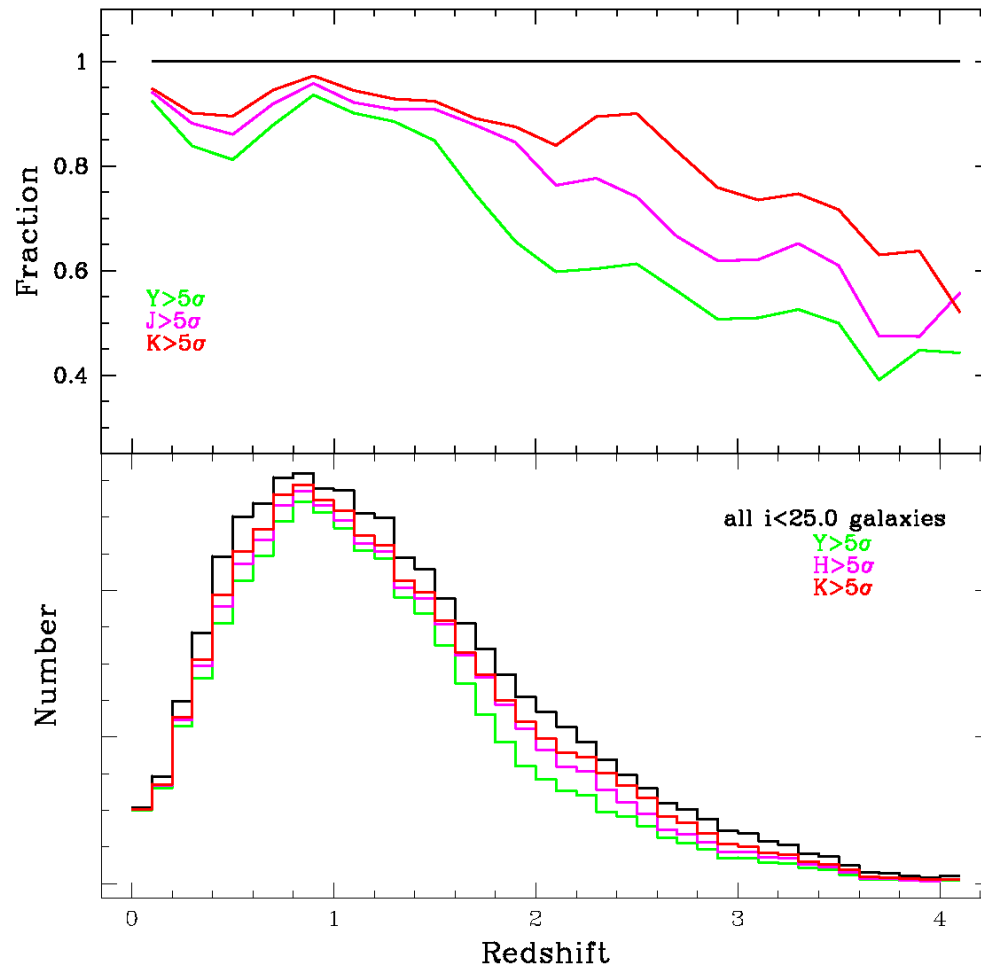 1
0.8
0.6
0.4
Fraction
Y>5σ
J>5σ
K>5σ
all i<25.0 galaxies
Y>5σ
H>5σ
K>5σ
Number
0 1 2 3 4
Redshift